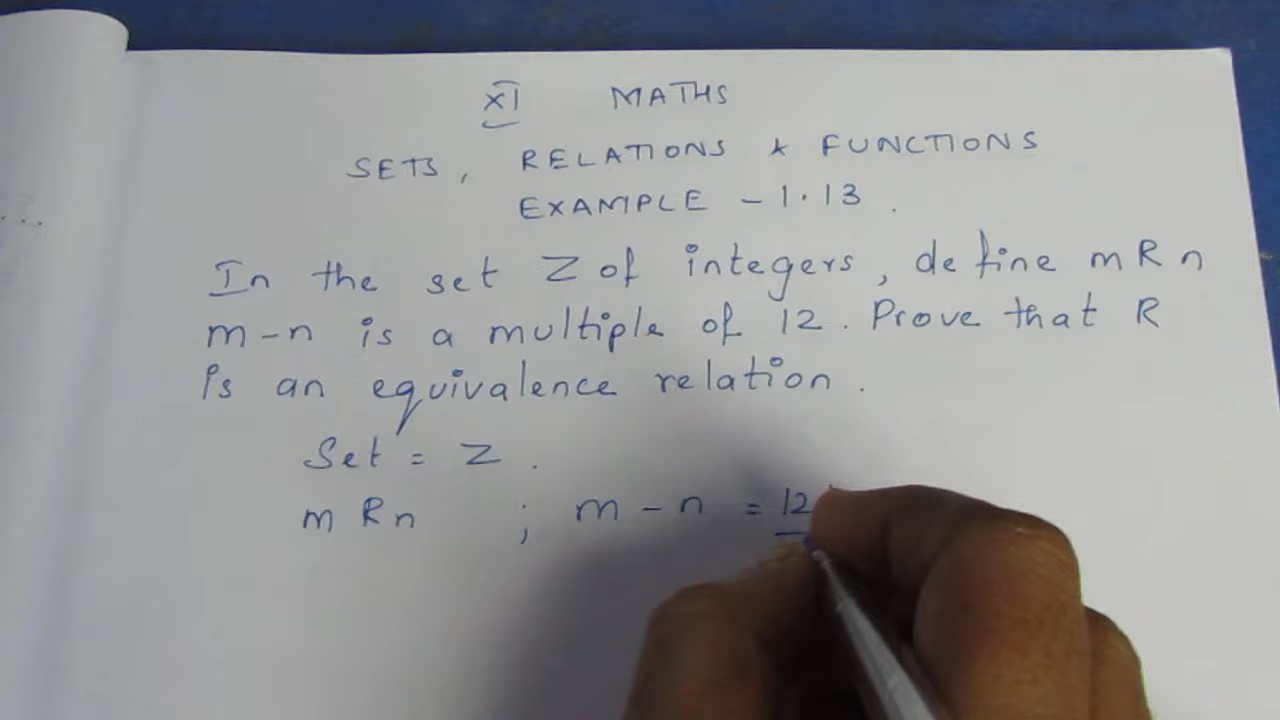 XI MATHS
SETS, RELATIONS & FUNCTIONS
EXAMPLE - 1.13.
In the set Z of integers, define mRn
m-n is a multiple of 12. Prove that R
is an equivalence relation.
Set = Z.
mRn ; m-n = 12